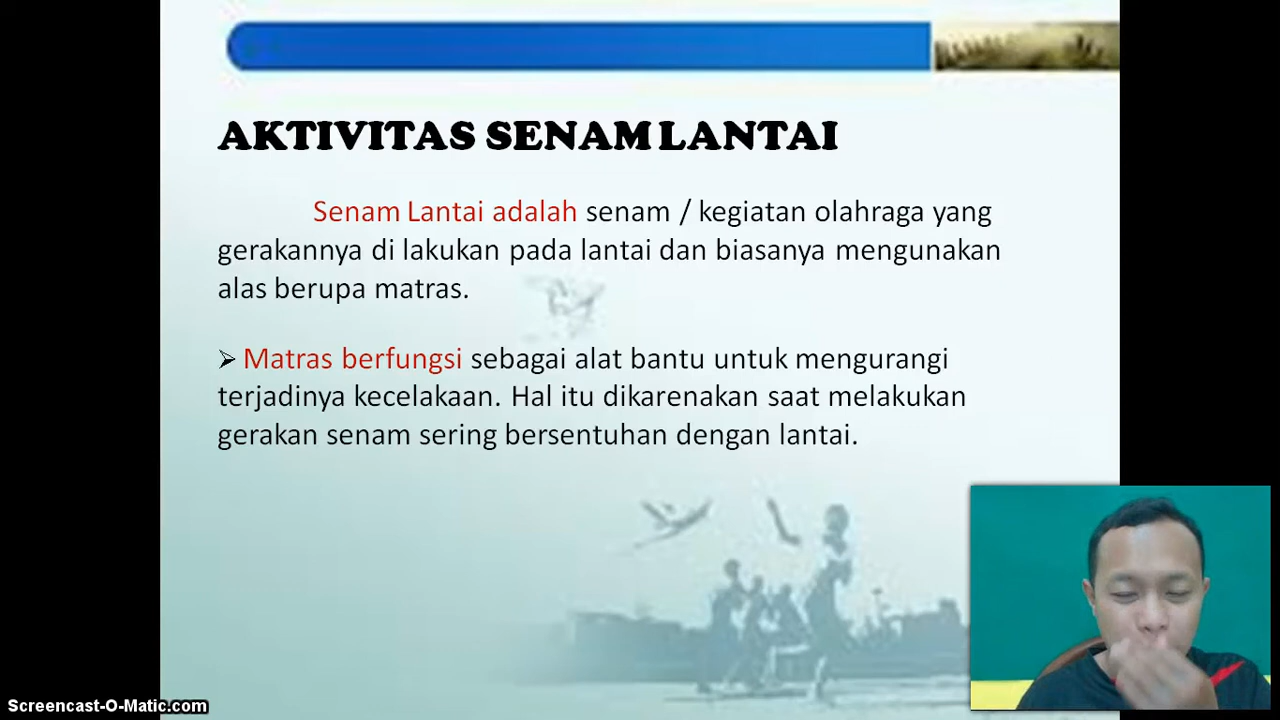 AKTIVITAS SENAM LANTAI
Senam Lantai adalah senam / kegiatan olahraga yang
gerakannya di lakukan pada lantai dan biasanya mengunakan
alas berupa matras.
➢ Matras berfungsi sebagai alat bantu untuk mengurangi
terjadinya kecelakaan. Hal itu dikarenakan saat melakukan
gerakan senam sering bersentuhan dengan lantai.
Screencast-O-Matic.com